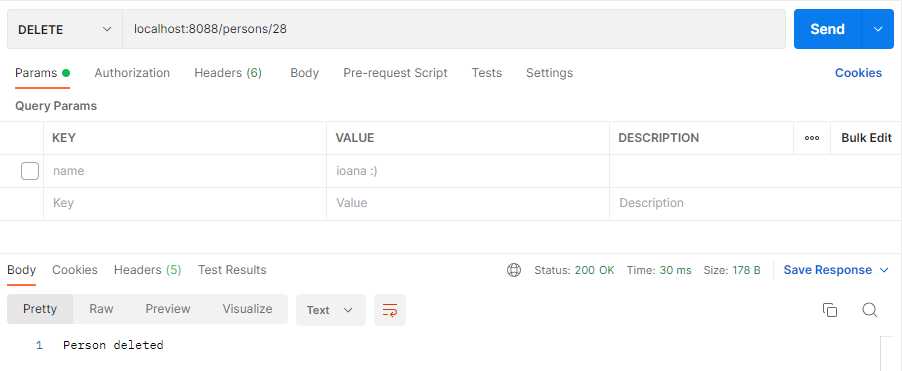 DELETE localhost:8088/persons/28 Send
Params Authorization Headers (6) Body Pre-request Script Tests Settings Cookies
Query Params
KEY VALUE DESCRIPTION ooo Bulk Edit
name ioana :)
Key Value Description
Body Cookies Headers (5) Test Results Status: 200 OK Time: 30 ms Size: 178 B Save Response
Pretty Raw Preview Visualize Text
1 Person deleted